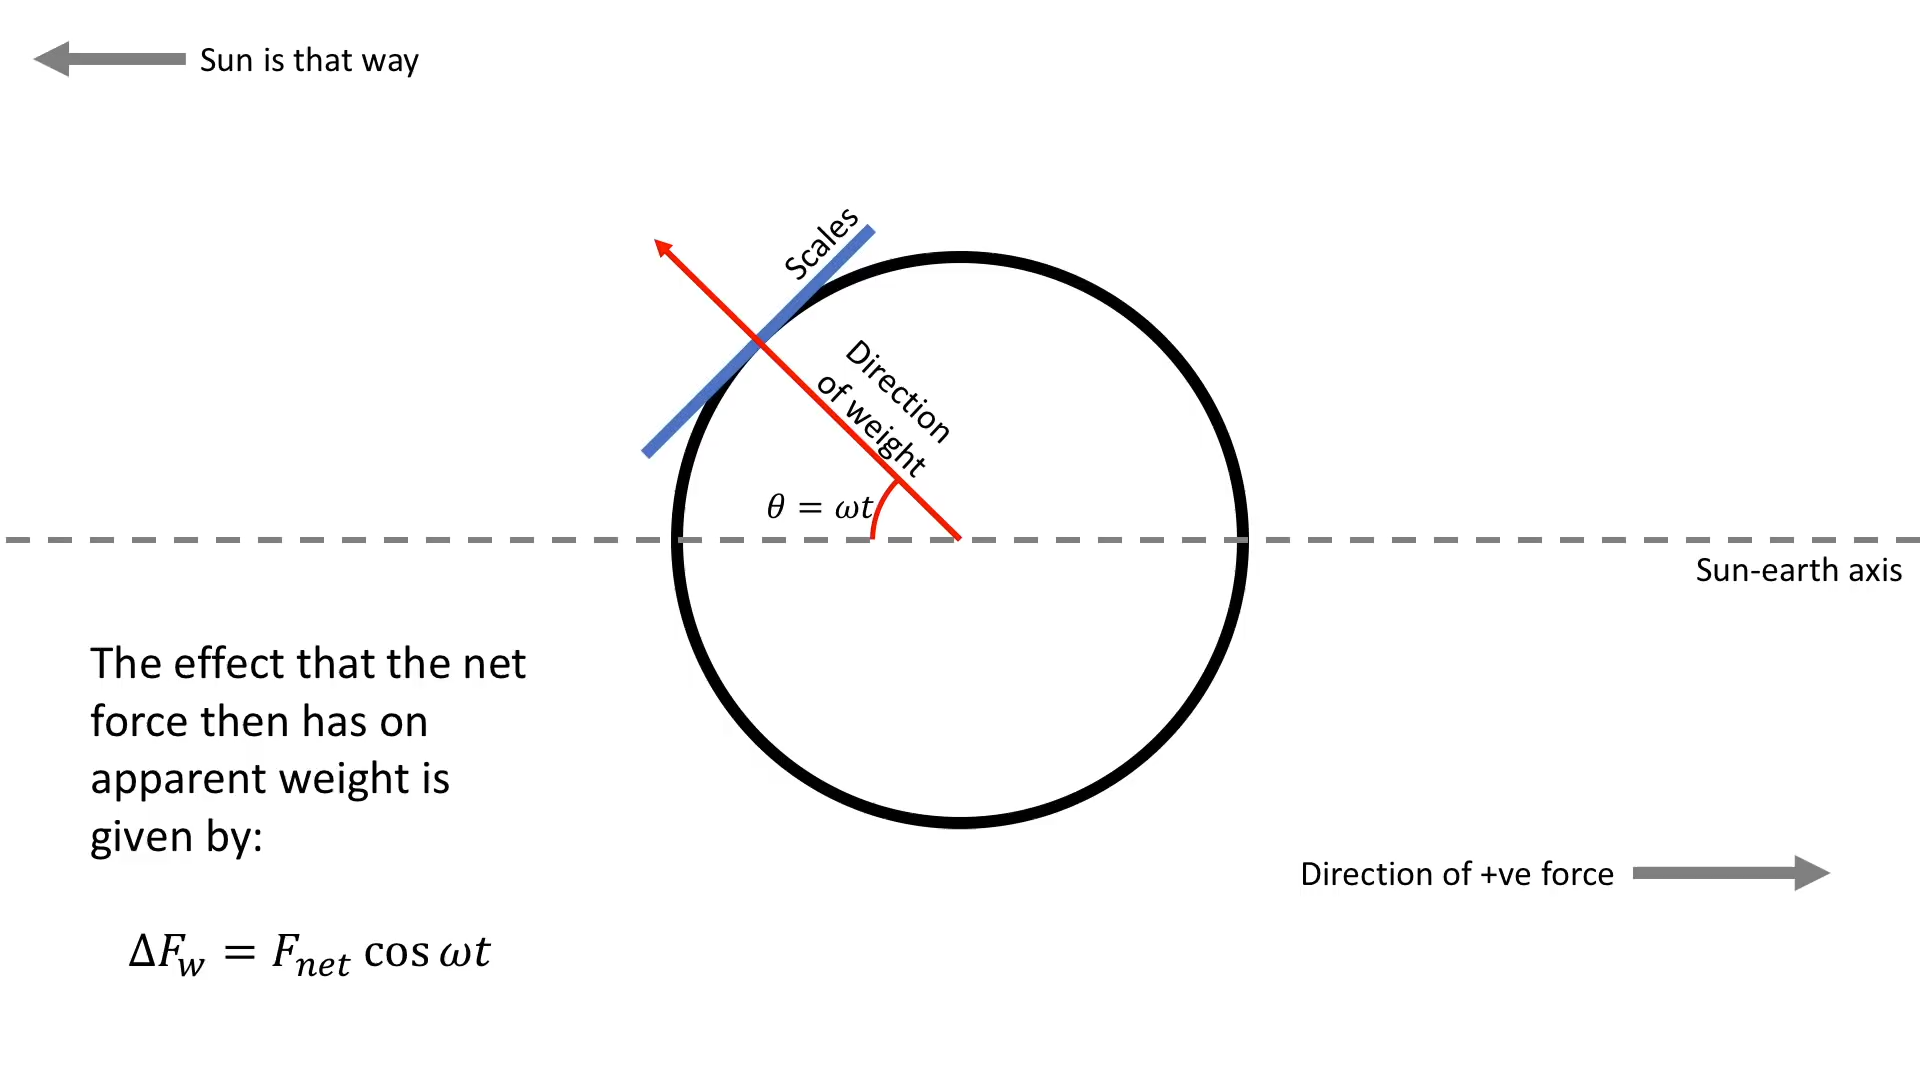 Sun is that way
Scales
Direction
of weight
θ = ωt
Sun-earth axis
The effect that the net
force then has on
apparent weight is
given by:
Direction of +ve force
ΔF_w = F_net cos ωt